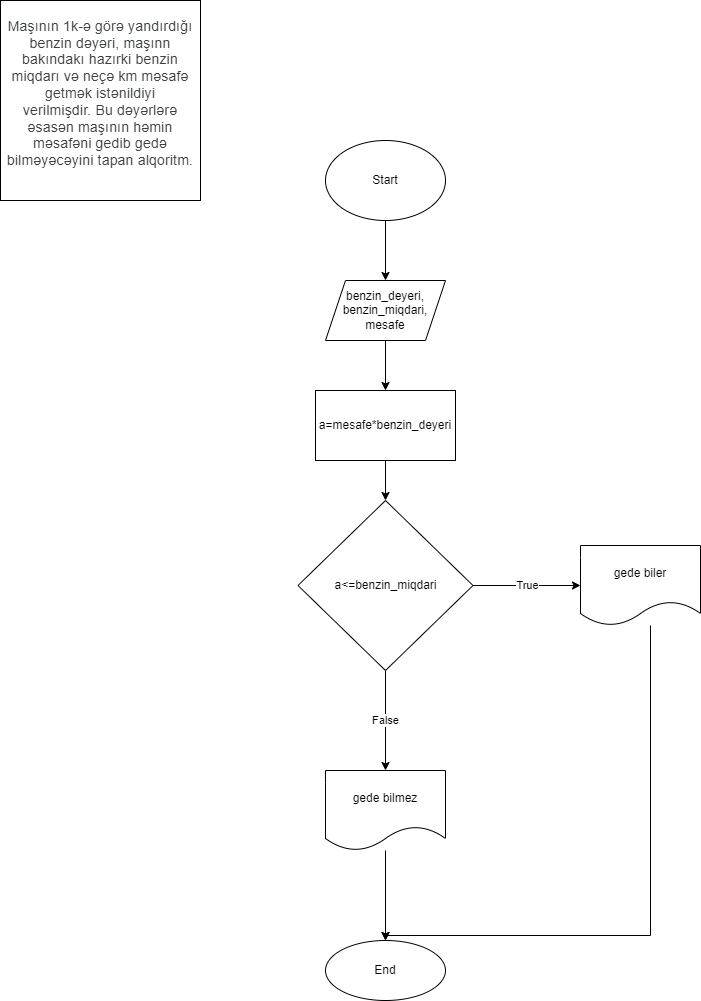 Maşının 1k-ə görə yandırdığı
benzin dəyəri, maşınn
bakındakı hazırki benzin
miqdarı və neçə km məsafə
getmək istənildiyi
verilmişdir. Bu dəyərlərə
əsasən maşının həmin
məsafəni gedib gedə
bilməyəcəyini tapan alqoritm.
Start
benzin_deyeri,
benzin_miqdari,
mesafe
a=mesafe*benzin_deyeri
a<=benzin_miqdari
True
gede biler
False
gede bilmez
End